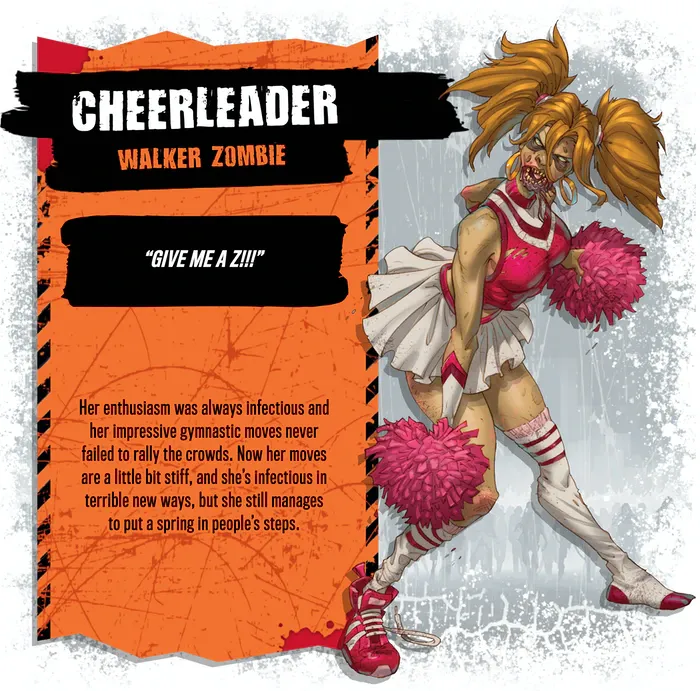 CHEERLEADER
WALKER ZOMBIE
“GIVE ME A Z!!!”
Her enthusiasm was always infectious and
her impressive gymnastic moves never
failed to rally the crowds. Now her moves
are a little bit stiff, and she’s infectious in
terrible new ways, but she still manages
to put a spring in people’s steps.